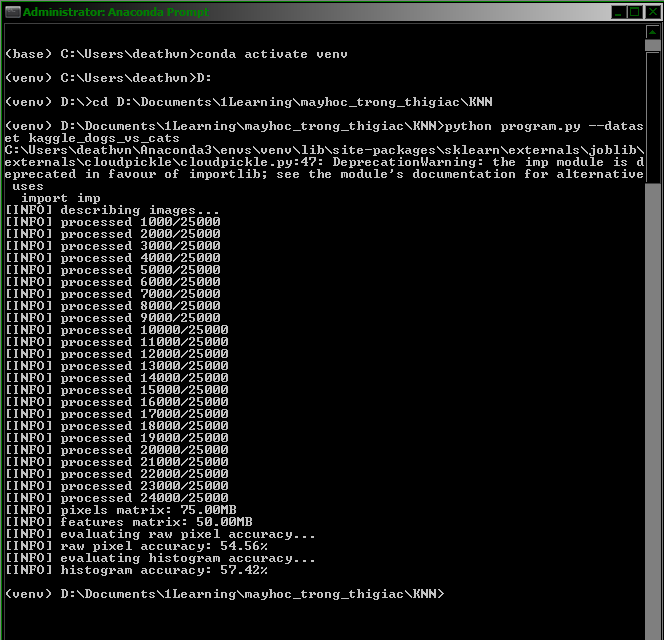 Administrator: Anaconda Prompt
(base) C:\Users\deathvn>conda activate venv
(venv) C:\Users\deathvn>D:
(venv) D:\>cd D:\Documents\1Learning\mayhoc_trong_thigiac\KNN
(venv) D:\Documents\1Learning\mayhoc_trong_thigiac\KNN>python program.py --datas
et kaggle_dogs_vs_cats
C:\Users\deathvn\Anaconda3\envs\venv\lib\site-packages\sklearn\externals\joblib\
externals\cloudpickle\cloudpickle.py:47: DeprecationWarning: the imp module is d
eprecated in favour of importlib; see the module's documentation for alternative
 uses
  import imp
[INFO] describing images...
[INFO] processed 1000/25000
[INFO] processed 2000/25000
[INFO] processed 3000/25000
[INFO] processed 4000/25000
[INFO] processed 5000/25000
[INFO] processed 6000/25000
[INFO] processed 7000/25000
[INFO] processed 8000/25000
[INFO] processed 9000/25000
[INFO] processed 10000/25000
[INFO] processed 11000/25000
[INFO] processed 12000/25000
[INFO] processed 13000/25000
[INFO] processed 14000/25000
[INFO] processed 15000/25000
[INFO] processed 16000/25000
[INFO] processed 17000/25000
[INFO] processed 18000/25000
[INFO] processed 19000/25000
[INFO] processed 20000/25000
[INFO] processed 21000/25000
[INFO] processed 22000/25000
[INFO] processed 23000/25000
[INFO] processed 24000/25000
[INFO] pixels matrix: 75.00MB
[INFO] features matrix: 50.00MB
[INFO] evaluating raw pixel accuracy...
[INFO] raw pixel accuracy: 54.56%
[INFO] evaluating histogram accuracy...
[INFO] histogram accuracy: 57.42%
(venv) D:\Documents\1Learning\mayhoc_trong_thigiac\KNN>